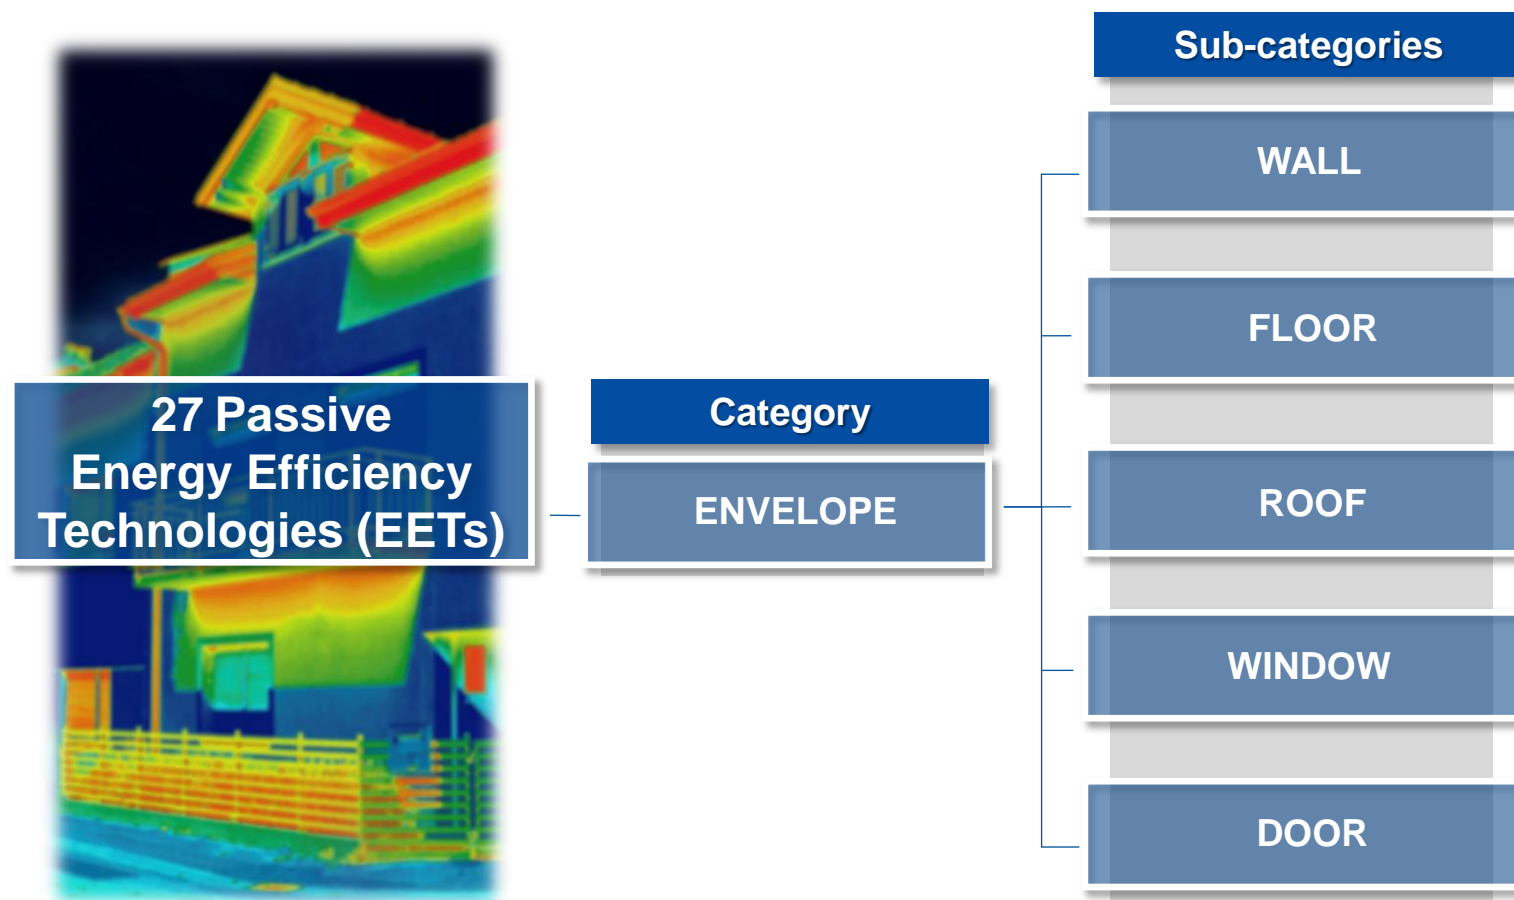 27 Passive
Energy Efficiency
Technologies (EETs)
Category
ENVELOPE
Sub-categories
WALL
FLOOR
ROOF
WINDOW
DOOR